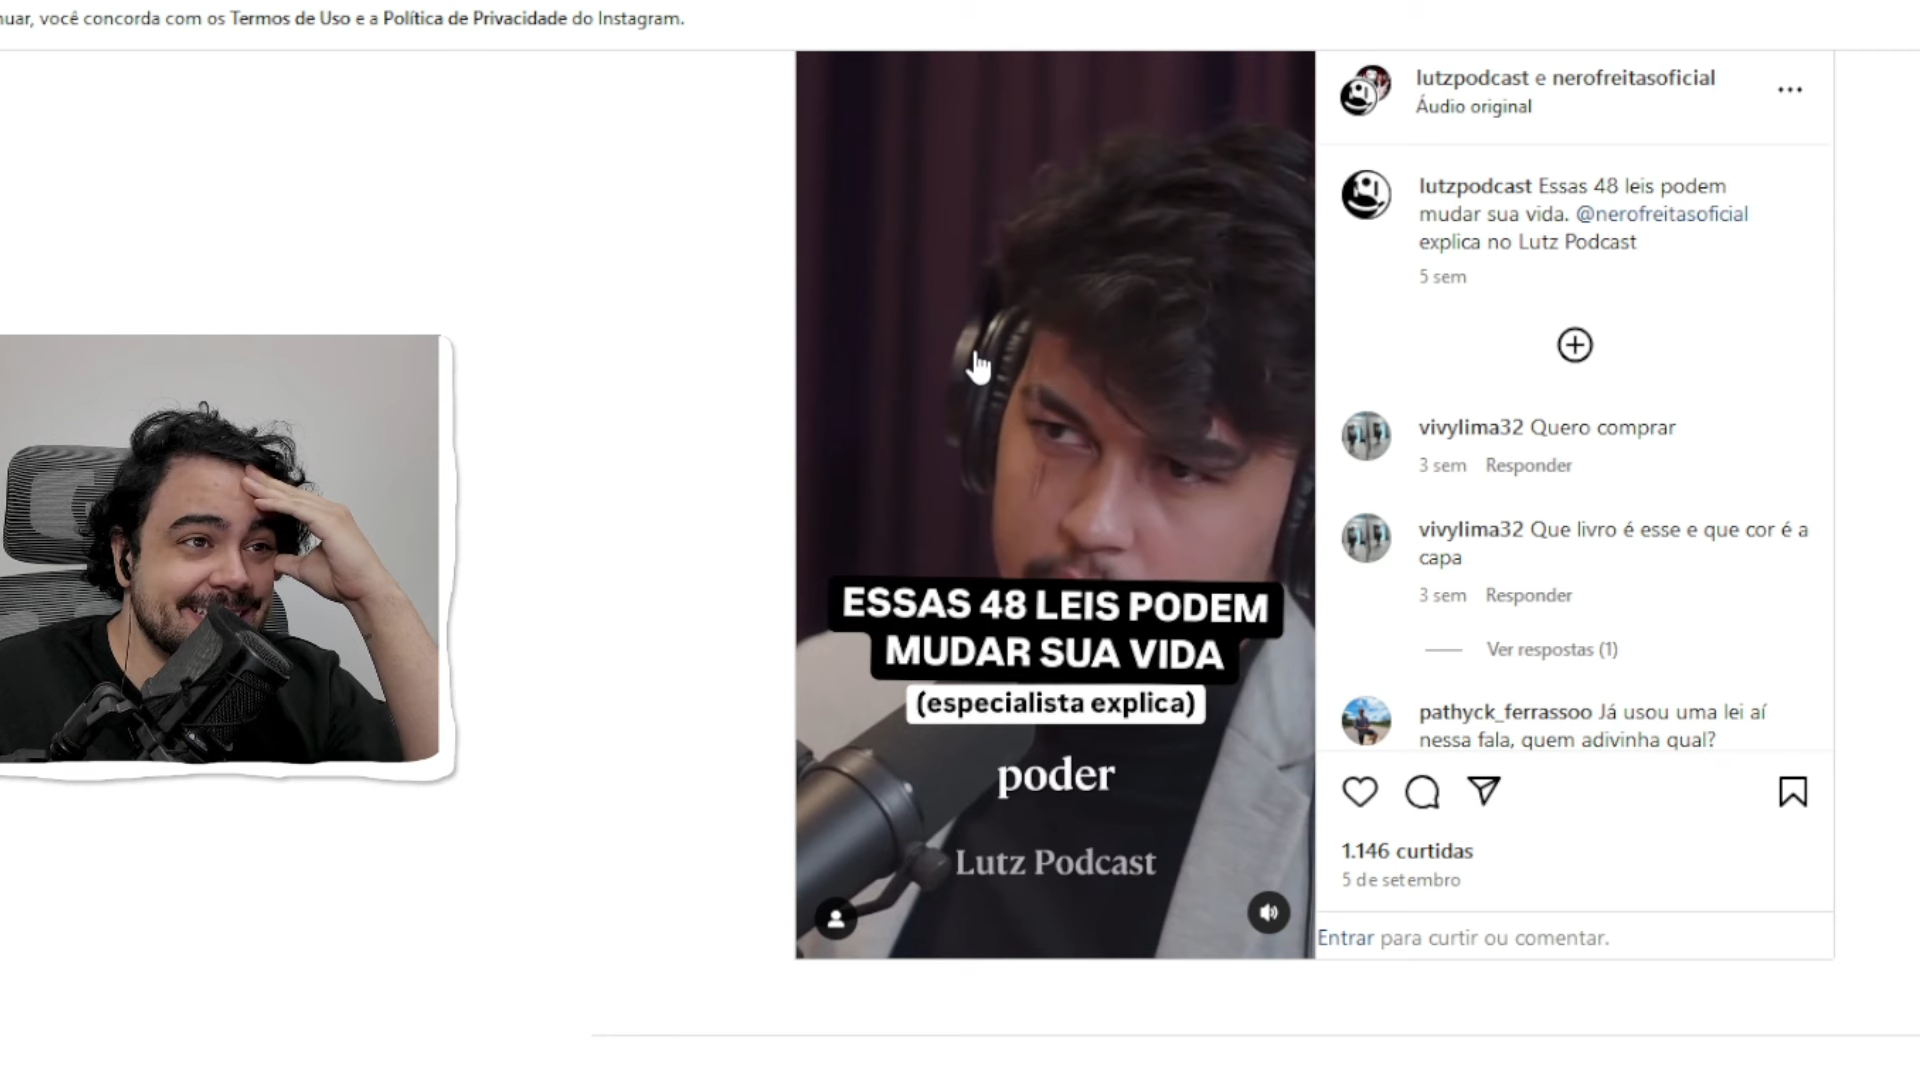 nuar, você concorda com os Termos de Uso e a Política de Privacidade do Instagram.
lutzpodcast e nerofreitasoficial
Áudio original
lutzpodcast Essas 48 leis podem
mudar sua vida. @nerofreitasoficial
explica no Lutz Podcast
5 sem
vivylima32 Quero comprar
3 sem Responder
vivylima32 Que livro é esse e que cor é a
capa
3 sem Responder
Ver respostas (1)
pathyck_ferrassoo Já usou uma lei aí
nessa fala, quem adivinha qual?
1.146 curtidas
5 de setembro
Entrar para curtir ou comentar.
ESSAS 48 LEIS PODEM
MUDAR SUA VIDA
(especialista explica)
poder
Lutz Podcast